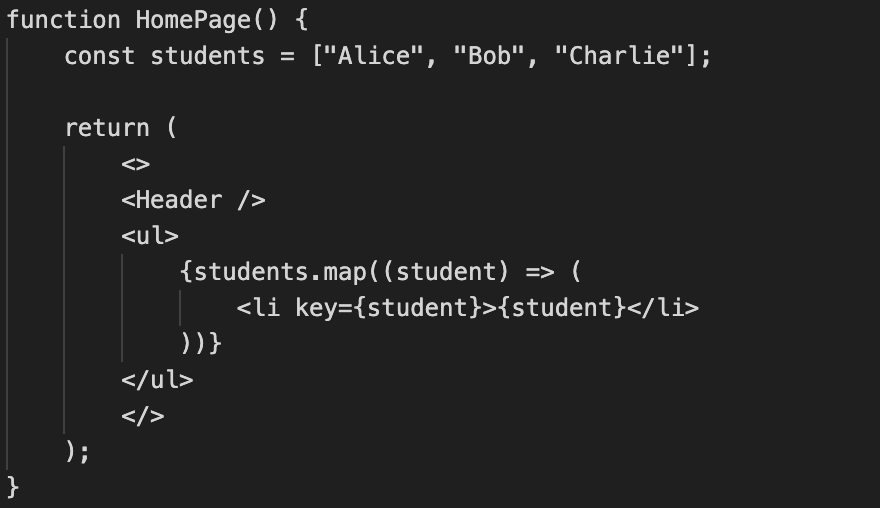 function HomePage() {
    const students = ["Alice", "Bob", "Charlie"];

    return (
        <>
        <Header />
        <ul>
            {students.map((student) => (
                <li key={student}>{student}</li>
            ))}
        </ul>
        </>
    );
}